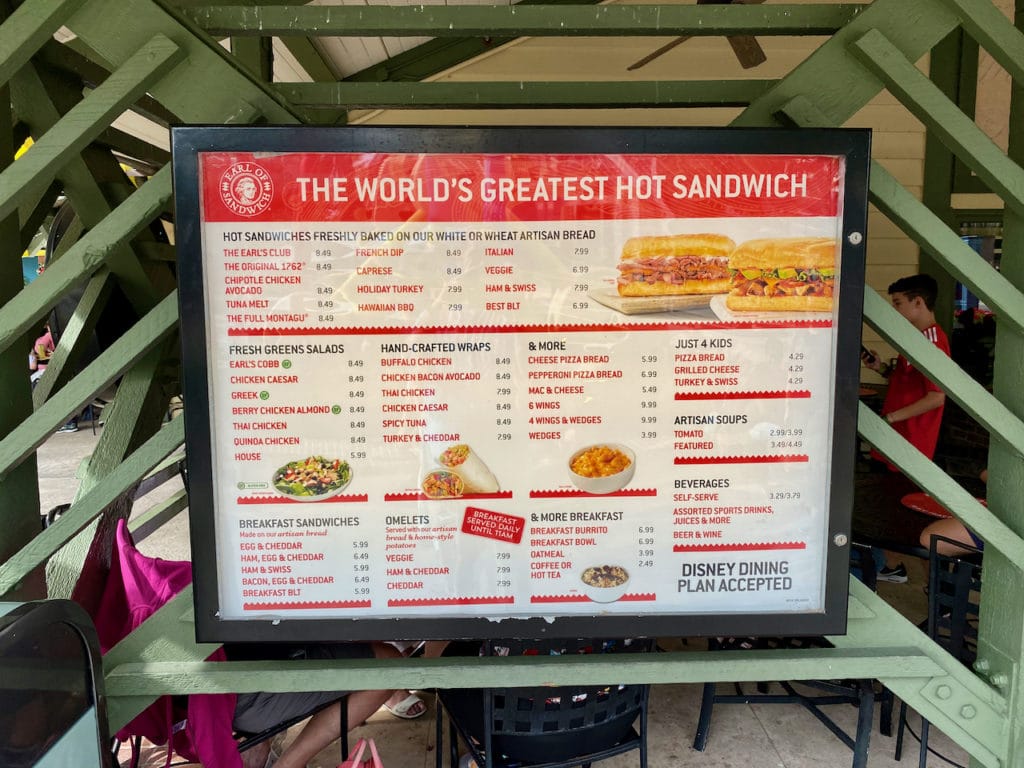 EARL OF
SANDWICH
THE WORLD'S GREATEST HOT SANDWICH
HOT SANDWICHES FRESHLY BAKED ON OUR WHITE OR WHEAT ARTISAN BREAD
THE EARL'S CLUB 8.49
THE ORIGINAL 1762® 8.49
CHIPOTLE CHICKEN
AVOCADO 8.49
TUNA MELT 8.49
THE FULL MONTAGU® 8.49
FRENCH DIP 8.49
CAPRESE 8.49
HOLIDAY TURKEY 7.99
HAWAIIAN BBQ 7.99
ITALIAN 7.99
VEGGIE 6.99
HAM & SWISS 7.99
BEST BLT 6.99
FRESH GREENS SALADS
EARL'S COBB GF 8.49
CHICKEN CAESAR 8.49
GREEK GF 8.49
BERRY CHICKEN ALMOND GF 8.49
THAI CHICKEN 8.49
QUINOA CHICKEN 8.49
HOUSE 5.99
HAND-CRAFTED WRAPS
BUFFALO CHICKEN 8.49
CHICKEN BACON AVOCADO 8.49
THAI CHICKEN 7.99
CHICKEN CAESAR 8.49
SPICY TUNA 8.49
TURKEY & CHEDDAR 7.99
& MORE
CHEESE PIZZA BREAD 5.99
PEPPERONI PIZZA BREAD 6.99
MAC & CHEESE 5.49
6 WINGS 9.99
4 WINGS & WEDGES 9.99
WEDGES 3.99
JUST 4 KIDS
PIZZA BREAD 4.29
GRILLED CHEESE 4.29
TURKEY & SWISS 4.29
ARTISAN SOUPS
TOMATO 2.99/3.99
FEATURED 3.49/4.49
BEVERAGES
SELF-SERVE 3.29/3.79
ASSORTED SPORTS DRINKS,
JUICES & MORE
BEER & WINE
BREAKFAST SANDWICHES
Made on our artisan bread
EGG & CHEDDAR 5.99
HAM, EGG & CHEDDAR 6.49
HAM & SWISS 5.99
BACON, EGG & CHEDDAR 6.49
BREAKFAST BLT 5.99
OMELETS
Served with our artisan
bread & home-style
potatoes
VEGGIE 7.99
HAM & CHEDDAR 7.99
CHEDDAR 7.99
BREAKFAST
SERVED DAILY
UNTIL 11AM
& MORE BREAKFAST
BREAKFAST BURRITO 6.99
BREAKFAST BOWL 6.99
OATMEAL 3.99
COFFEE OR 2.49
HOT TEA
DISNEY DINING
PLAN ACCEPTED